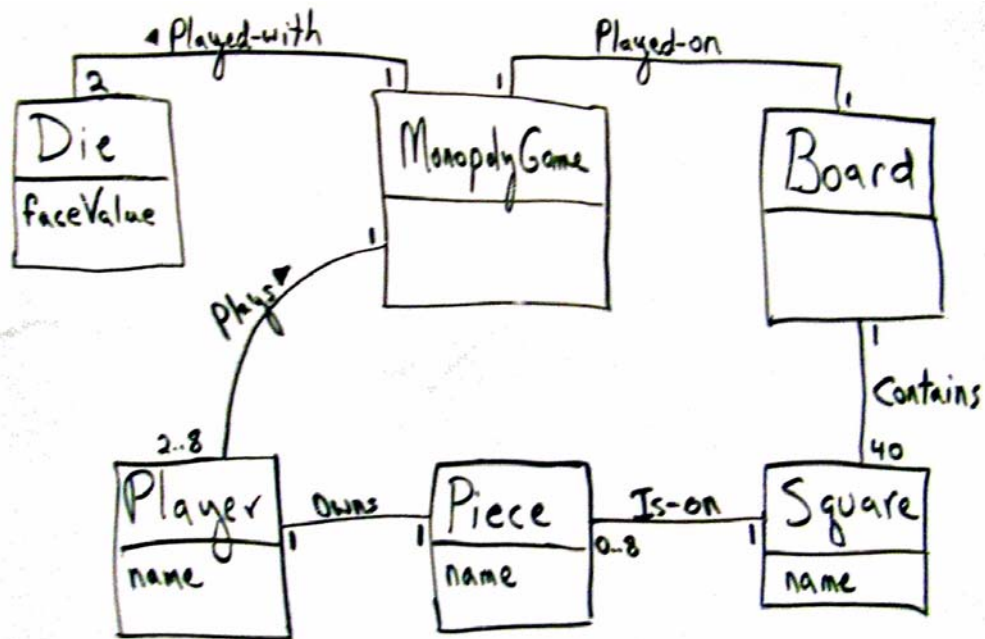 ◄ Played-with
Played-on
2
1
1
1
Die
faceValue
MonopolyGame
Board
1
Plays ►
1
Contains
2..8
40
Player
name
Owns
1
1
Piece
name
Is-on
0..8
1
Square
name